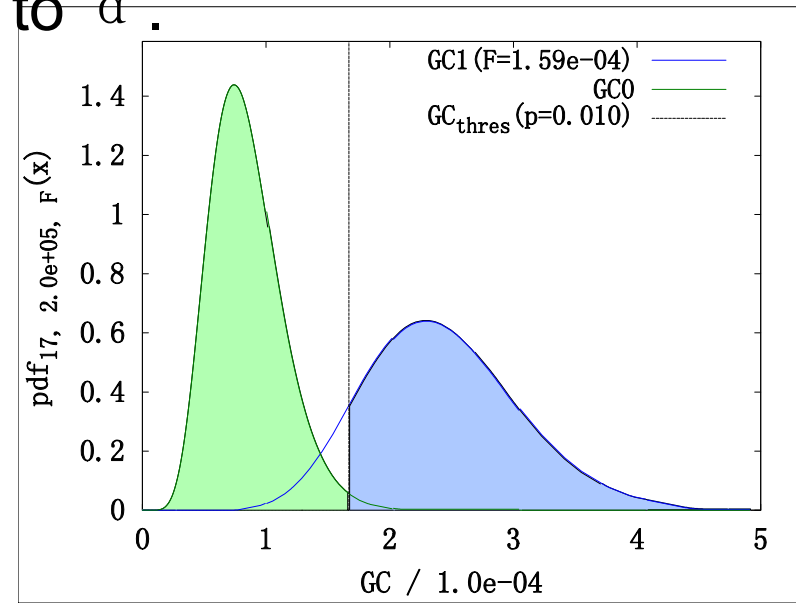 to d .
GC1(F=1.59e-04)
GC0
GCthres(p=0.010)
pdf17, 2.0e+05, F(x)
1.4
1.2
1
0.8
0.6
0.4
0.2
0
0 1 2 3 4 5
GC / 1.0e-04